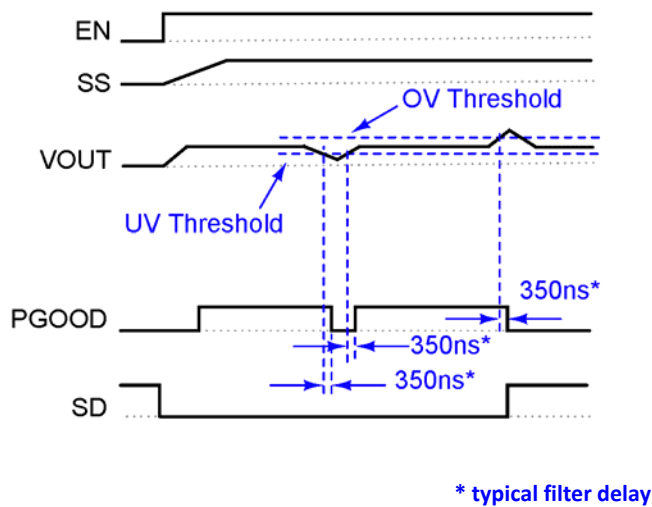 EN
SS
OV Threshold
VOUT
UV Threshold
350ns*
PGOOD
350ns*
350ns*
SD
* typical filter delay